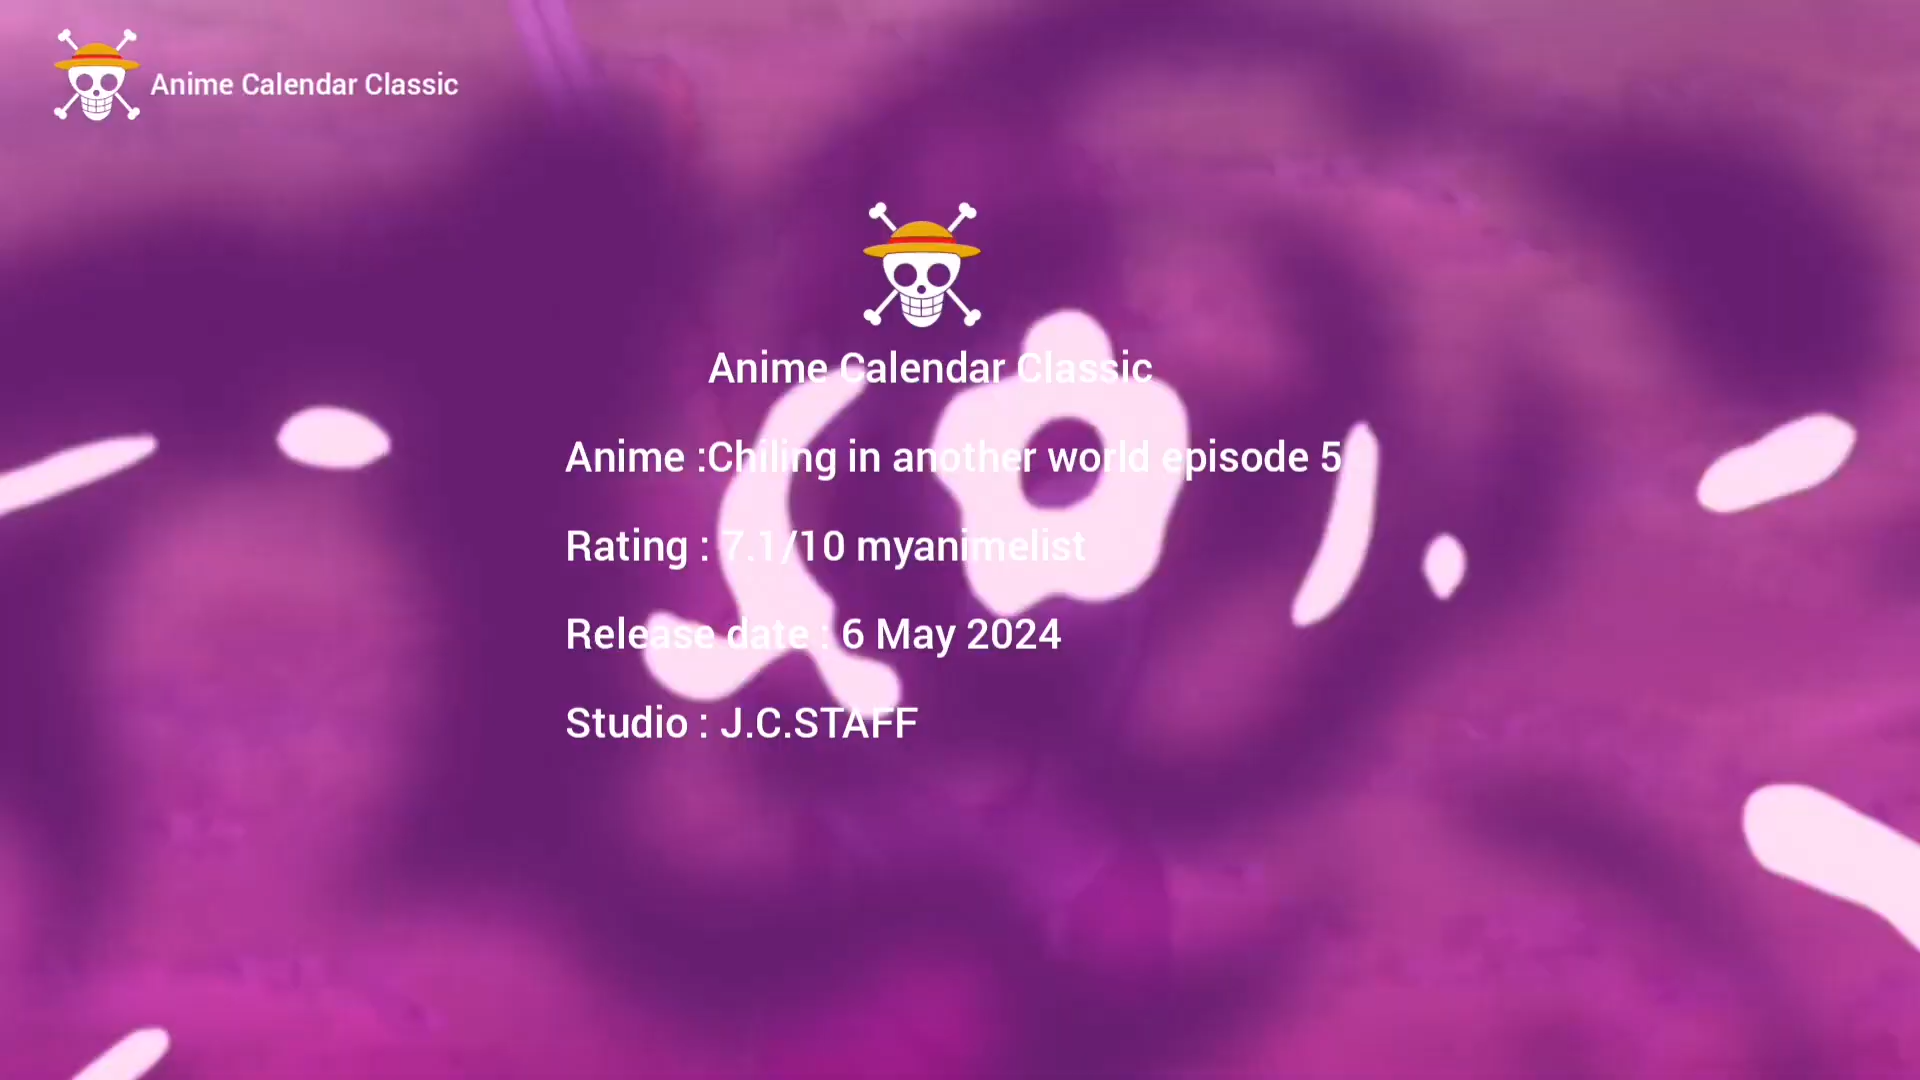 Anime Calendar Classic
Anime Calendar Classic
Anime :Chiling in another world episode 5
Rating : 7.1/10 myanimelist
Release date : 6 May 2024
Studio : J.C.STAFF